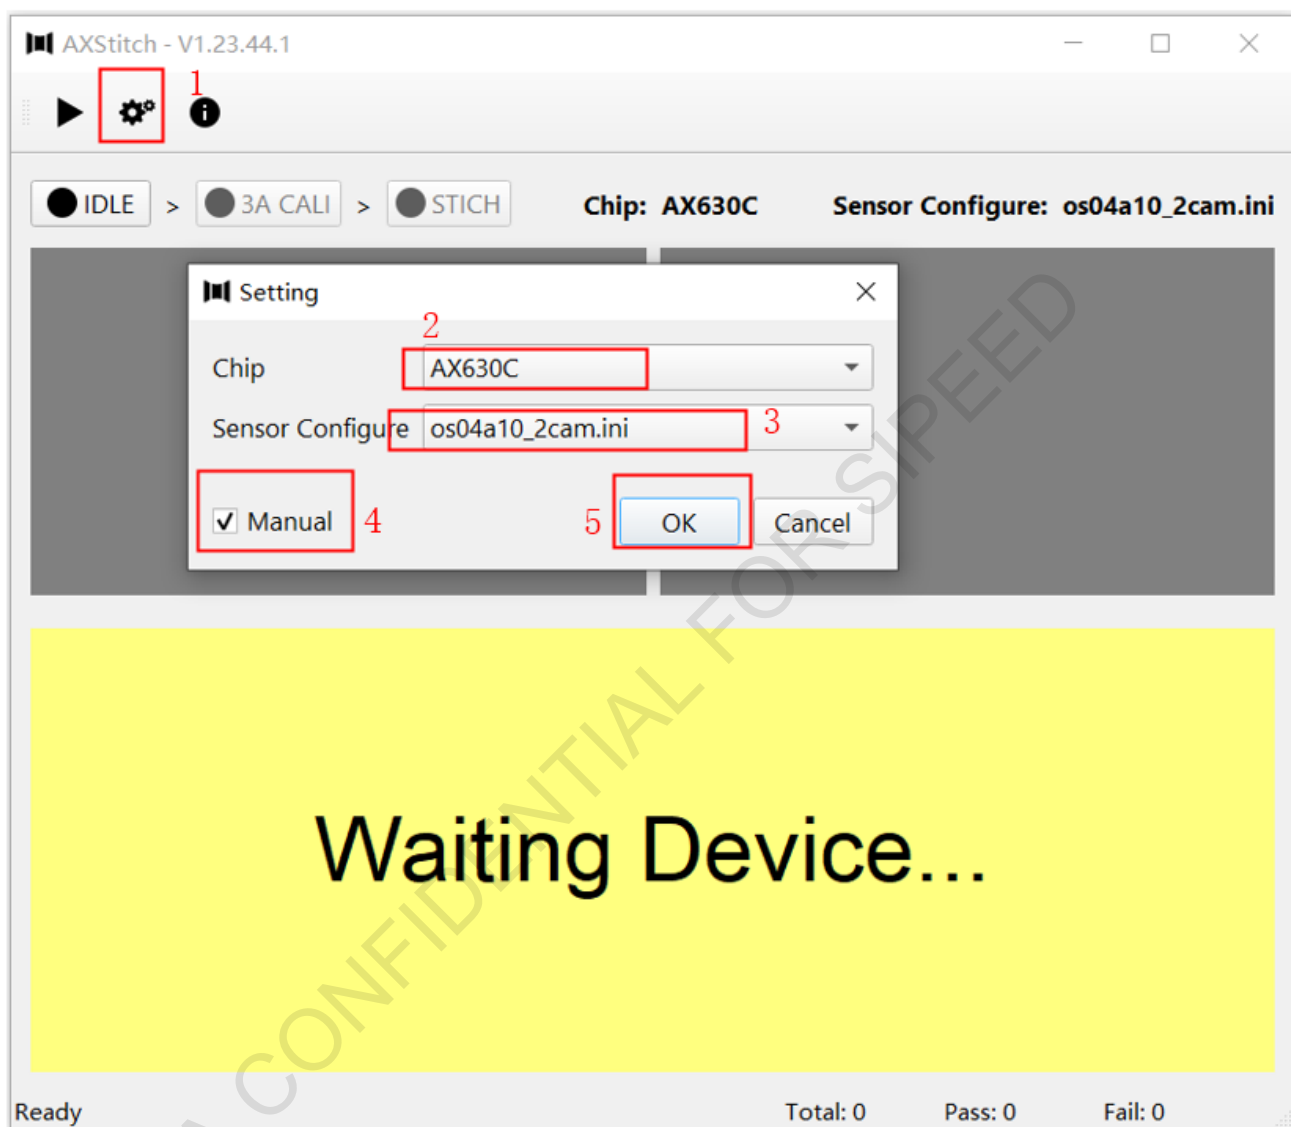 AXStitch - V1.23.44.1
1
IDLE > 3A CALI > STICH Chip: AX630C Sensor Configure: os04a10_2cam.ini
Setting
2
Chip AX630C
Sensor Configure os04a10_2cam.ini 3
Manual 4 5 OK Cancel
Waiting Device...
Ready Total: 0 Pass: 0 Fail: 0
A CONFIDENTIAL FOR SIPEED